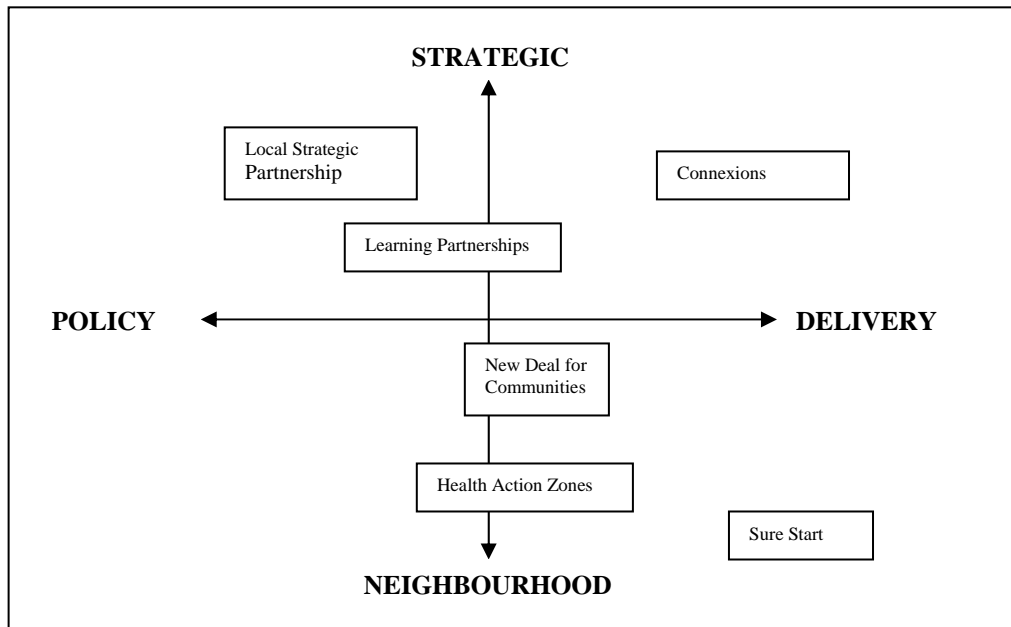 STRATEGIC
Local Strategic
Partnership
Connexions
Learning Partnerships
POLICY
DELIVERY
New Deal for
Communities
Health Action Zones
Sure Start
NEIGHBOURHOOD